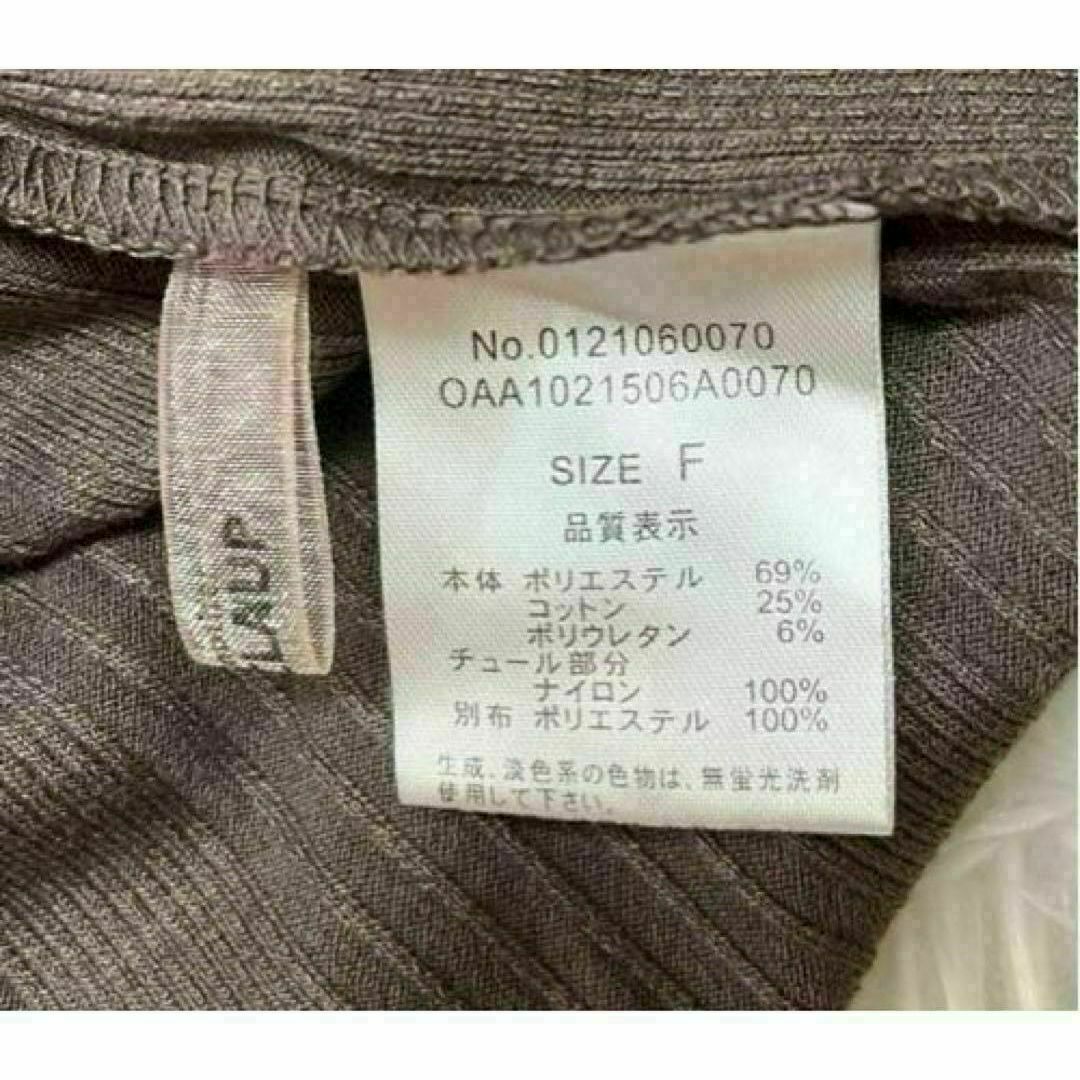 No.0121060070
OAA1021506A0070
SIZE F
品質表示
本体 ポリエステル 69%
コットン 25%
ポリウレタン 6%
チュール部分
ナイロン 100%
別布 ポリエステル 100%
生成、淡色系の色物は、無蛍光洗剤
使用して下さい。